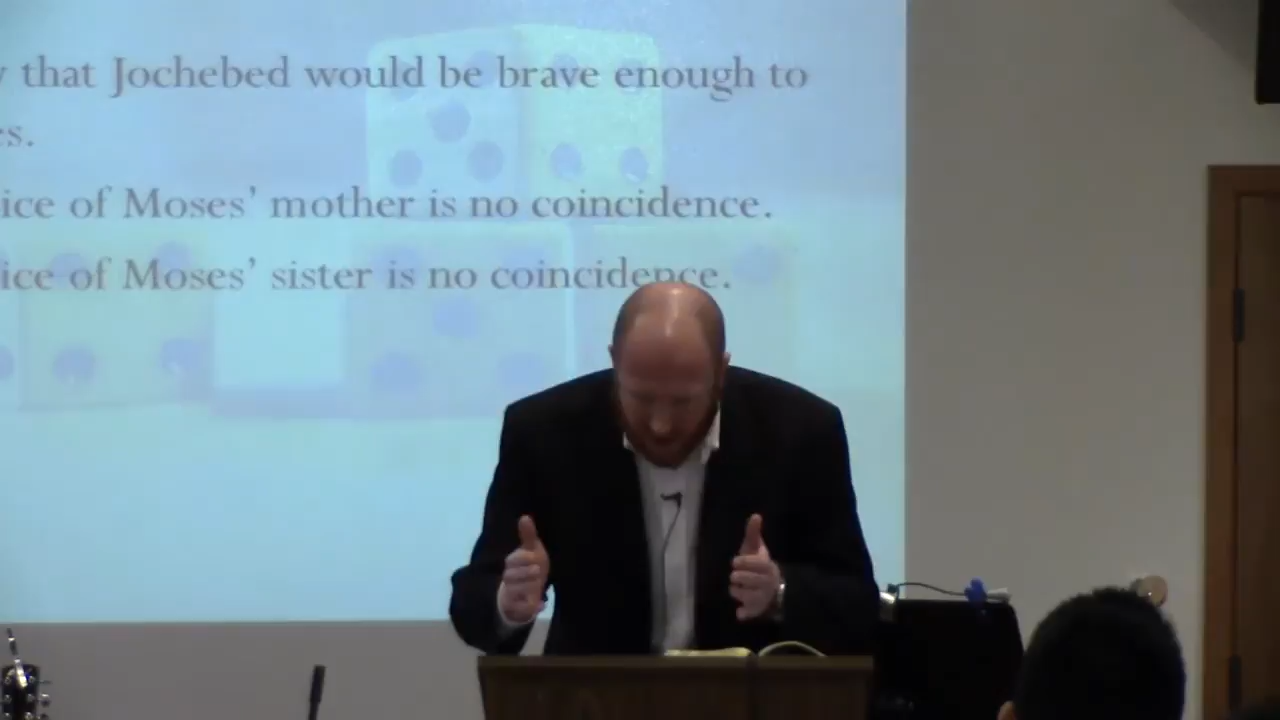 that Jochebed would be brave enough to
es.
ice of Moses’ mother is no coincidence.
ice of Moses’ sister is no coincidence.